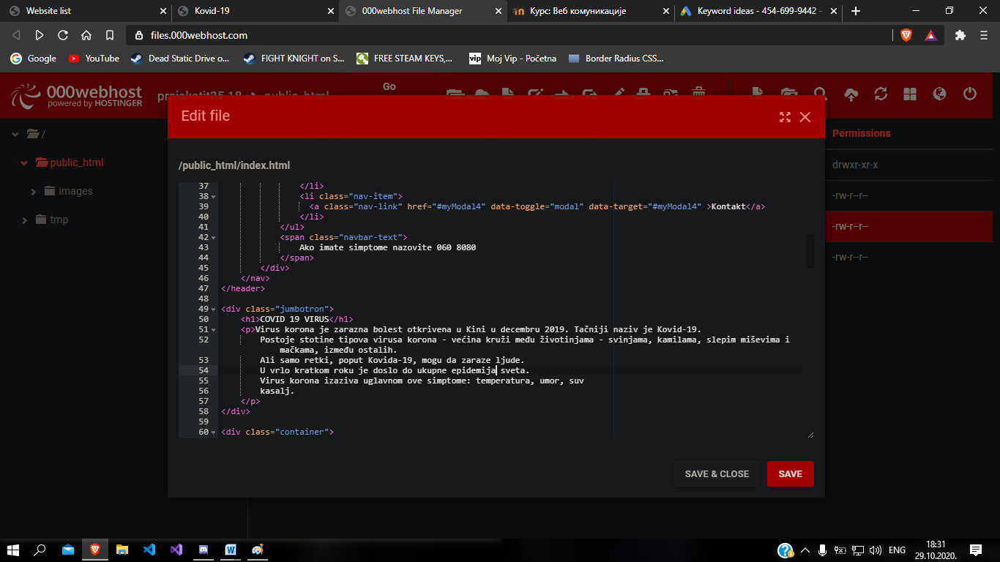 Website list
Kovid-19
000webhost File Manager
Курс: Веб комуникације
Keyword ideas - 454-699-9442 -
files.000webhost.com
Google
YouTube
Dead Static Drive o...
FIGHT KNIGHT on S...
FREE STEAM KEYS,...
vip
Moj Vip - Početna
Border Radius CSS...
000webhost
powered by HOSTINGER
public_html
Go
Edit file
/
public_html
images
tmp
Permissions
drwxr-xr-x
-rw-r--r--
-rw-r--r--
-rw-r--r--
/public_html/index.html
37 </li>
38 <li class="nav-item">
39 <a class="nav-link" href="#myModal4" data-toggle="modal" data-target="#myModal4" >Kontakt</a>
40 </li>
41 </ul>
42 <span class="navbar-text">
43 Ako imate simptome nazovite 060 8080
44 </span>
45 </div>
46 </nav>
47 </header>
48
49 <div class="jumbotron">
50 <h1>COVID 19 VIRUS</h1>
51 <p>Virus korona je zarazna bolest otkrivena u Kini u decembru 2019. Tačniji naziv je Kovid-19.
52 Postoje stotine tipova virusa korona - većina kruži među životinjama - svinjama, kamilama, slepim miševima i
mačkama, između ostalih.
53 Ali samo retki, poput Kovida-19, mogu da zaraze ljude.
54 U vrlo kratkom roku je doslo do ukupne epidemija sveta.
55 Virus korona izaziva uglavnom ove simptome: temperatura, umor, suv
56 kasalj.
57 </p>
58 </div>
59
60 <div class="container">
SAVE & CLOSE
SAVE
ENG
18:31
29.10.2020.